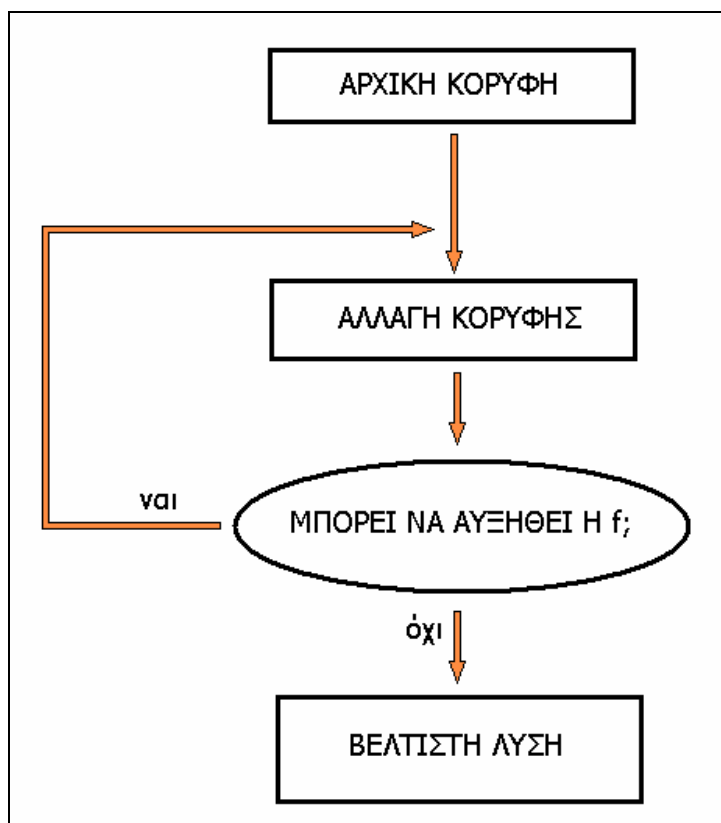 ΑΡΧΙΚΗ ΚΟΡΥΦΗ
ΑΛΛΑΓΗ ΚΟΡΥΦΗΣ
ναι
ΜΠΟΡΕΙ ΝΑ ΑΥΞΗΘΕΙ Η f;
όχι
ΒΕΛΤΙΣΤΗ ΛΥΣΗ